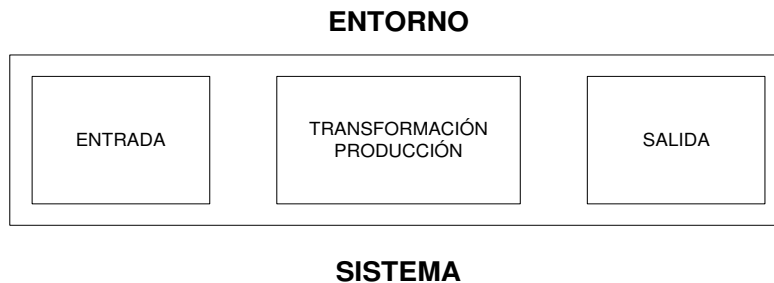 ENTORNO
ENTRADA
TRANSFORMACIÓN
PRODUCCIÓN
SALIDA
SISTEMA